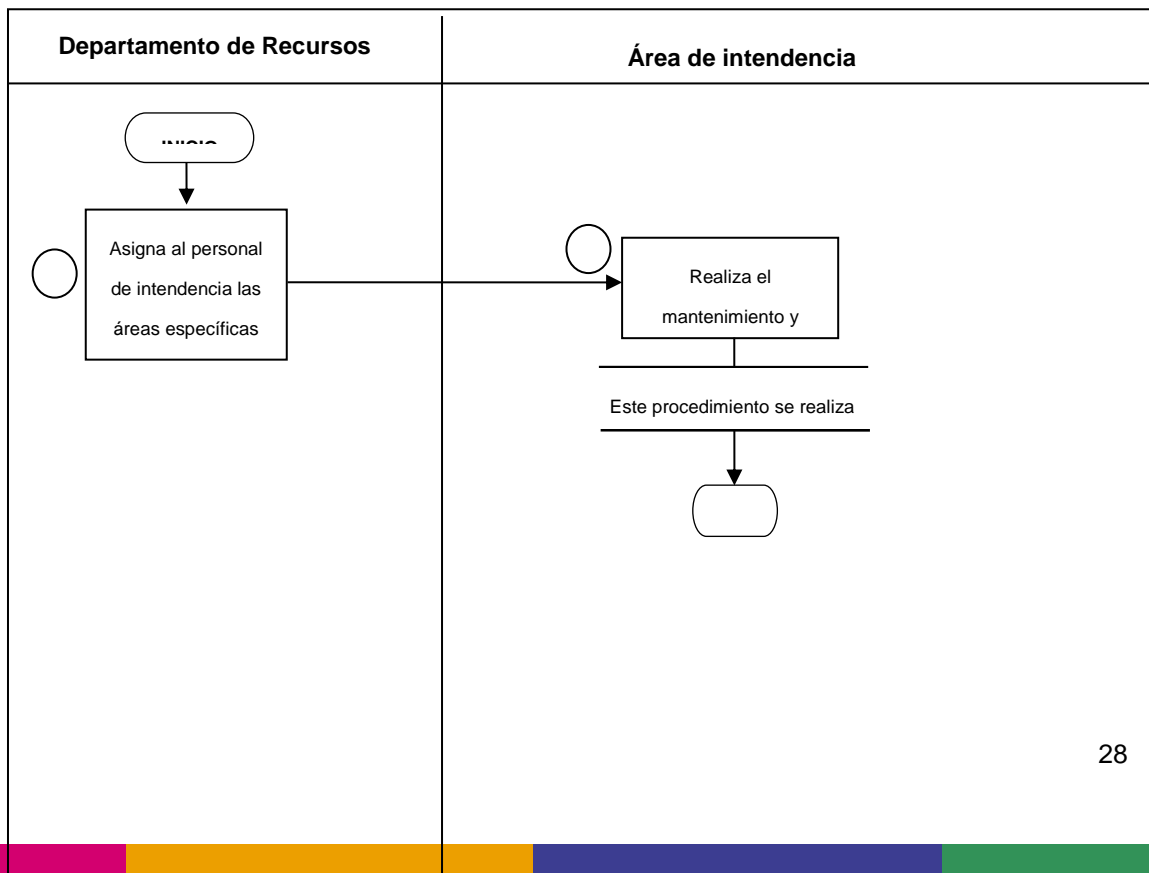 Departamento de Recursos
Área de intendencia
INICIO
Asigna al personal
de intendencia las
áreas específicas
Realiza el
mantenimiento y
Este procedimiento se realiza
28